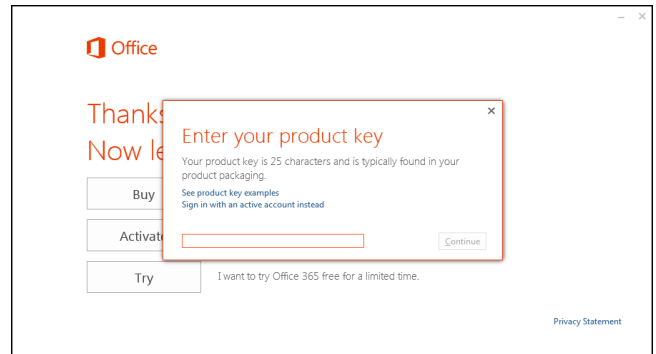 Office
Thanks
Now le
Enter your product key
Your product key is 25 characters and is typically found in your
product packaging.
See product key examples
Sign in with an active account instead
Continue
Buy
Activate
Try
I want to try Office 365 free for a limited time.
Privacy Statement